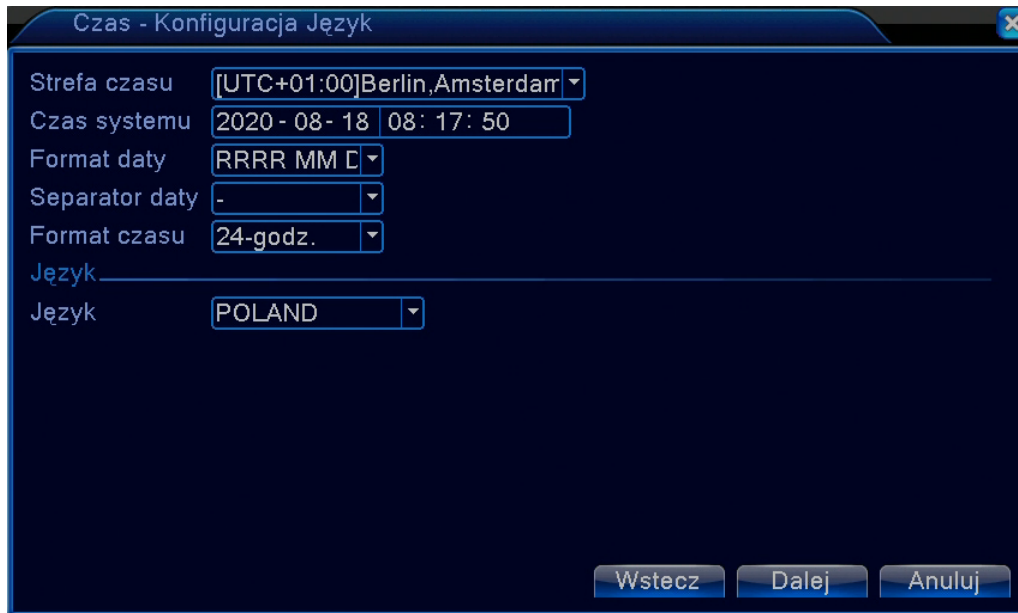 Czas - Konfiguracja Język
Strefa czasu [UTC+01:00]Berlin,Amsterdam
Czas systemu 2020 - 08 - 18 08: 17: 50
Format daty RRRR MM D
Separator daty -
Format czasu 24-godz.
Język
Język POLAND
Wstecz Dalej Anuluj